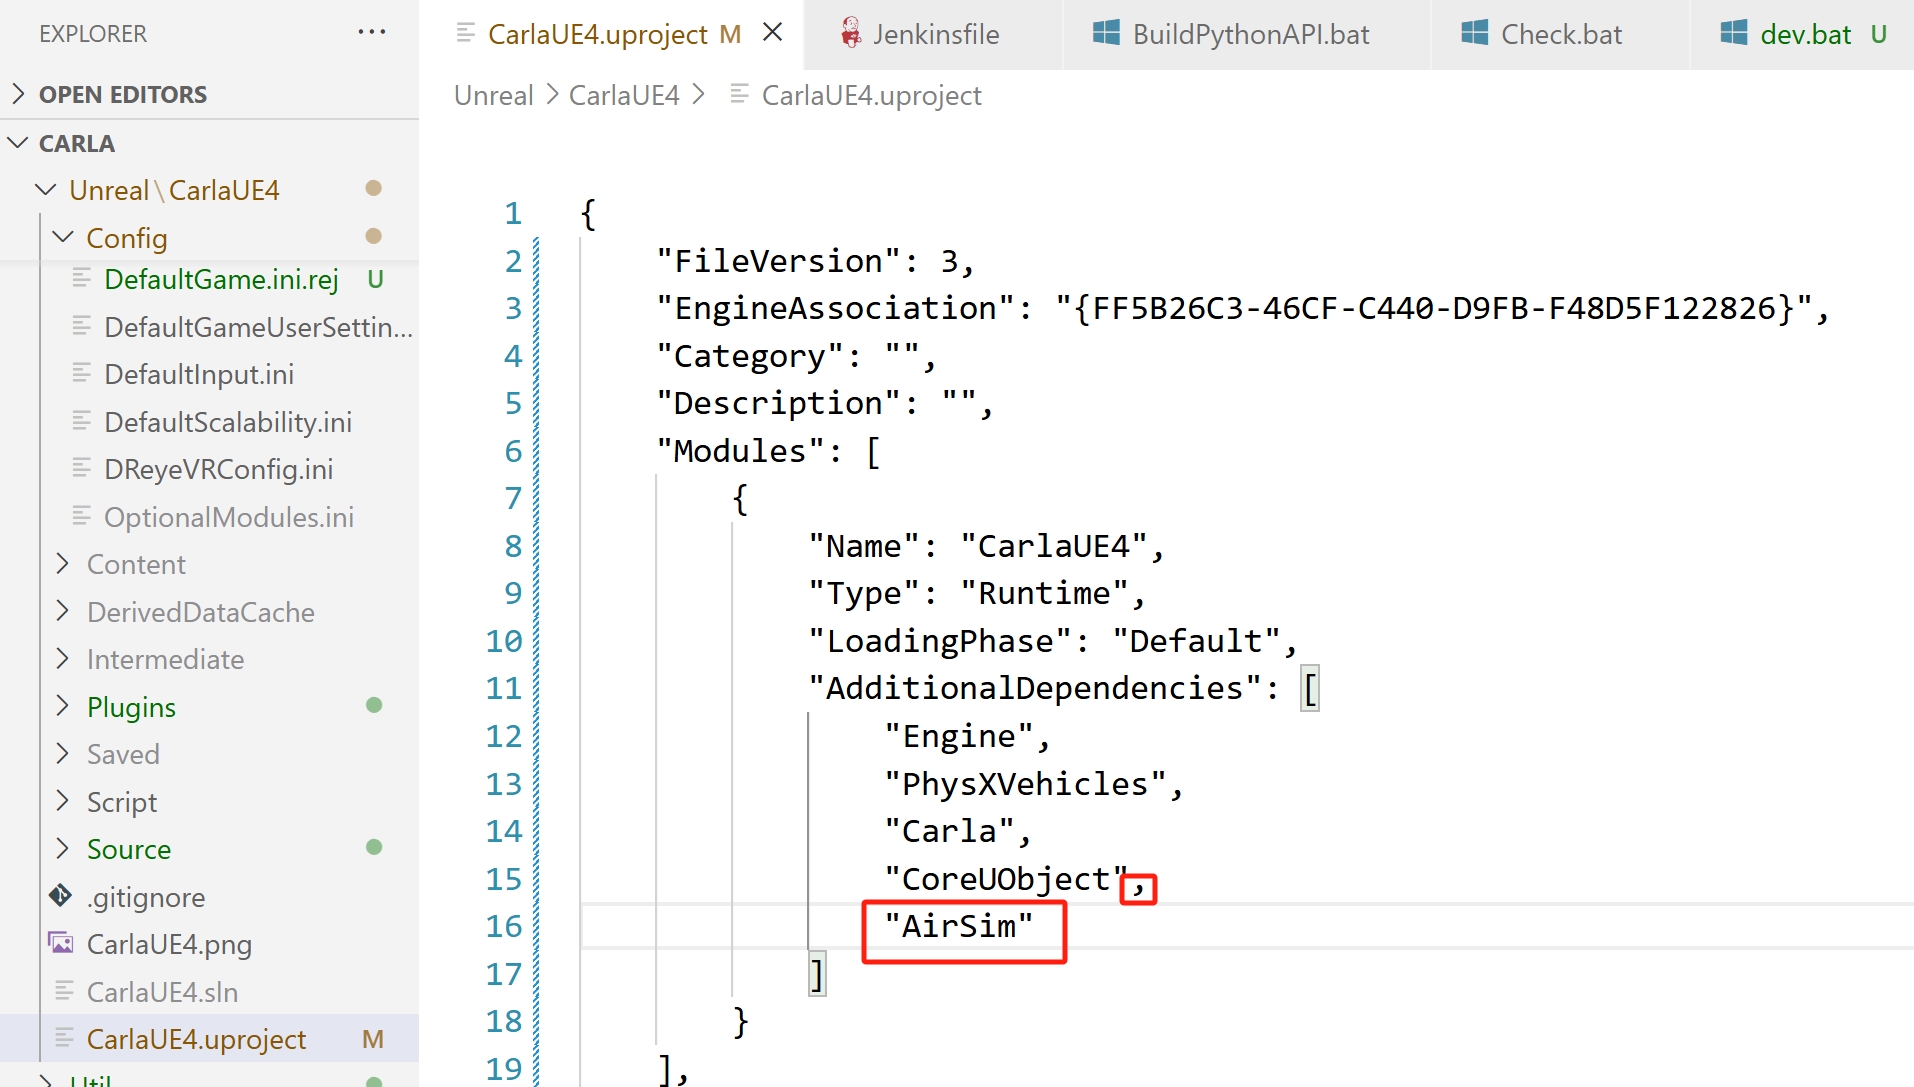 EXPLORER
OPEN EDITORS
CARLA
Unreal\CarlaUE4
Config
DefaultGame.ini.rej U
DefaultGameUserSettin...
DefaultInput.ini
DefaultScalability.ini
DReyeVRConfig.ini
OptionalModules.ini
Content
DerivedDataCache
Intermediate
Plugins
Saved
Script
Source
.gitignore
CarlaUE4.png
CarlaUE4.sln
CarlaUE4.uproject M
Util
CarlaUE4.uproject M
Jenkinsfile
BuildPythonAPI.bat
Check.bat
dev.bat U
Unreal > CarlaUE4 > CarlaUE4.uproject
1 {
2 "FileVersion": 3,
3 "EngineAssociation": "{FF5B26C3-46CF-C440-D9FB-F48D5F122826}",
4 "Category": "",
5 "Description": "",
6 "Modules": [
7 {
8 "Name": "CarlaUE4",
9 "Type": "Runtime",
10 "LoadingPhase": "Default",
11 "AdditionalDependencies": [
12 "Engine",
13 "PhysXVehicles",
14 "Carla",
15 "CoreUObject",
16 "AirSim"
17 ]
18 }
19 ],